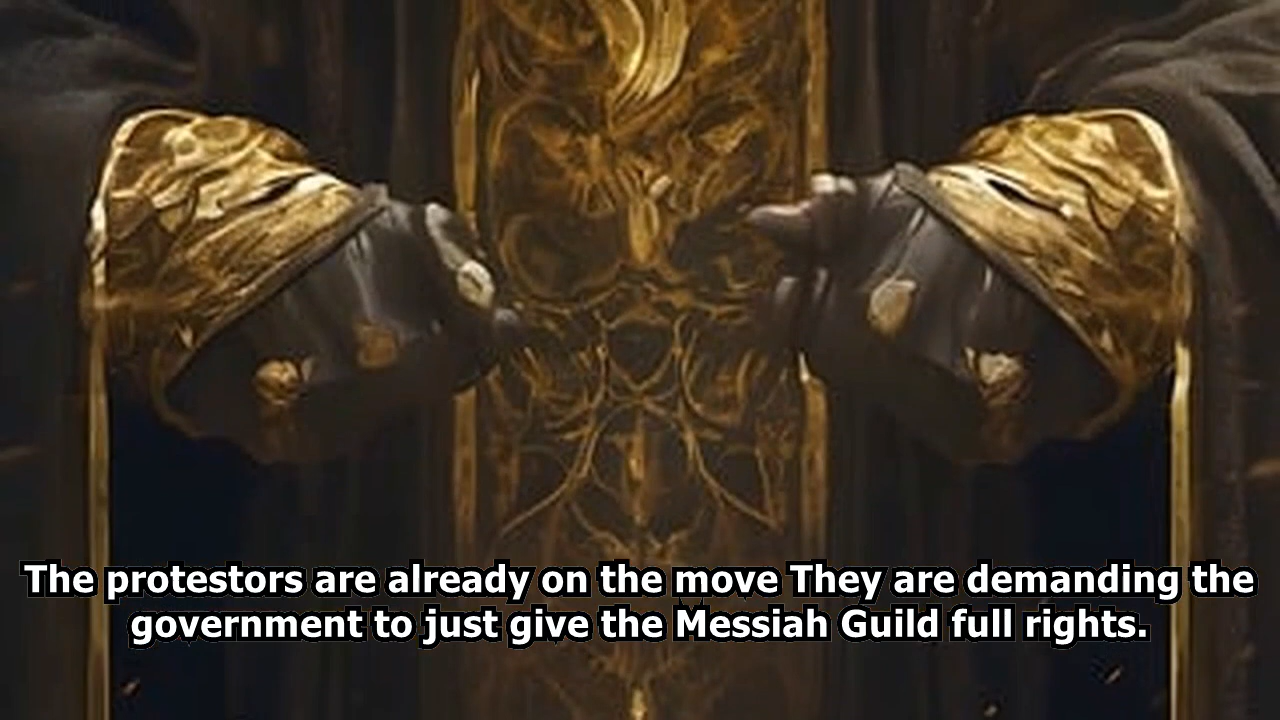 The protestors are already on the move They are demanding the
government to just give the Messiah Guild full rights.